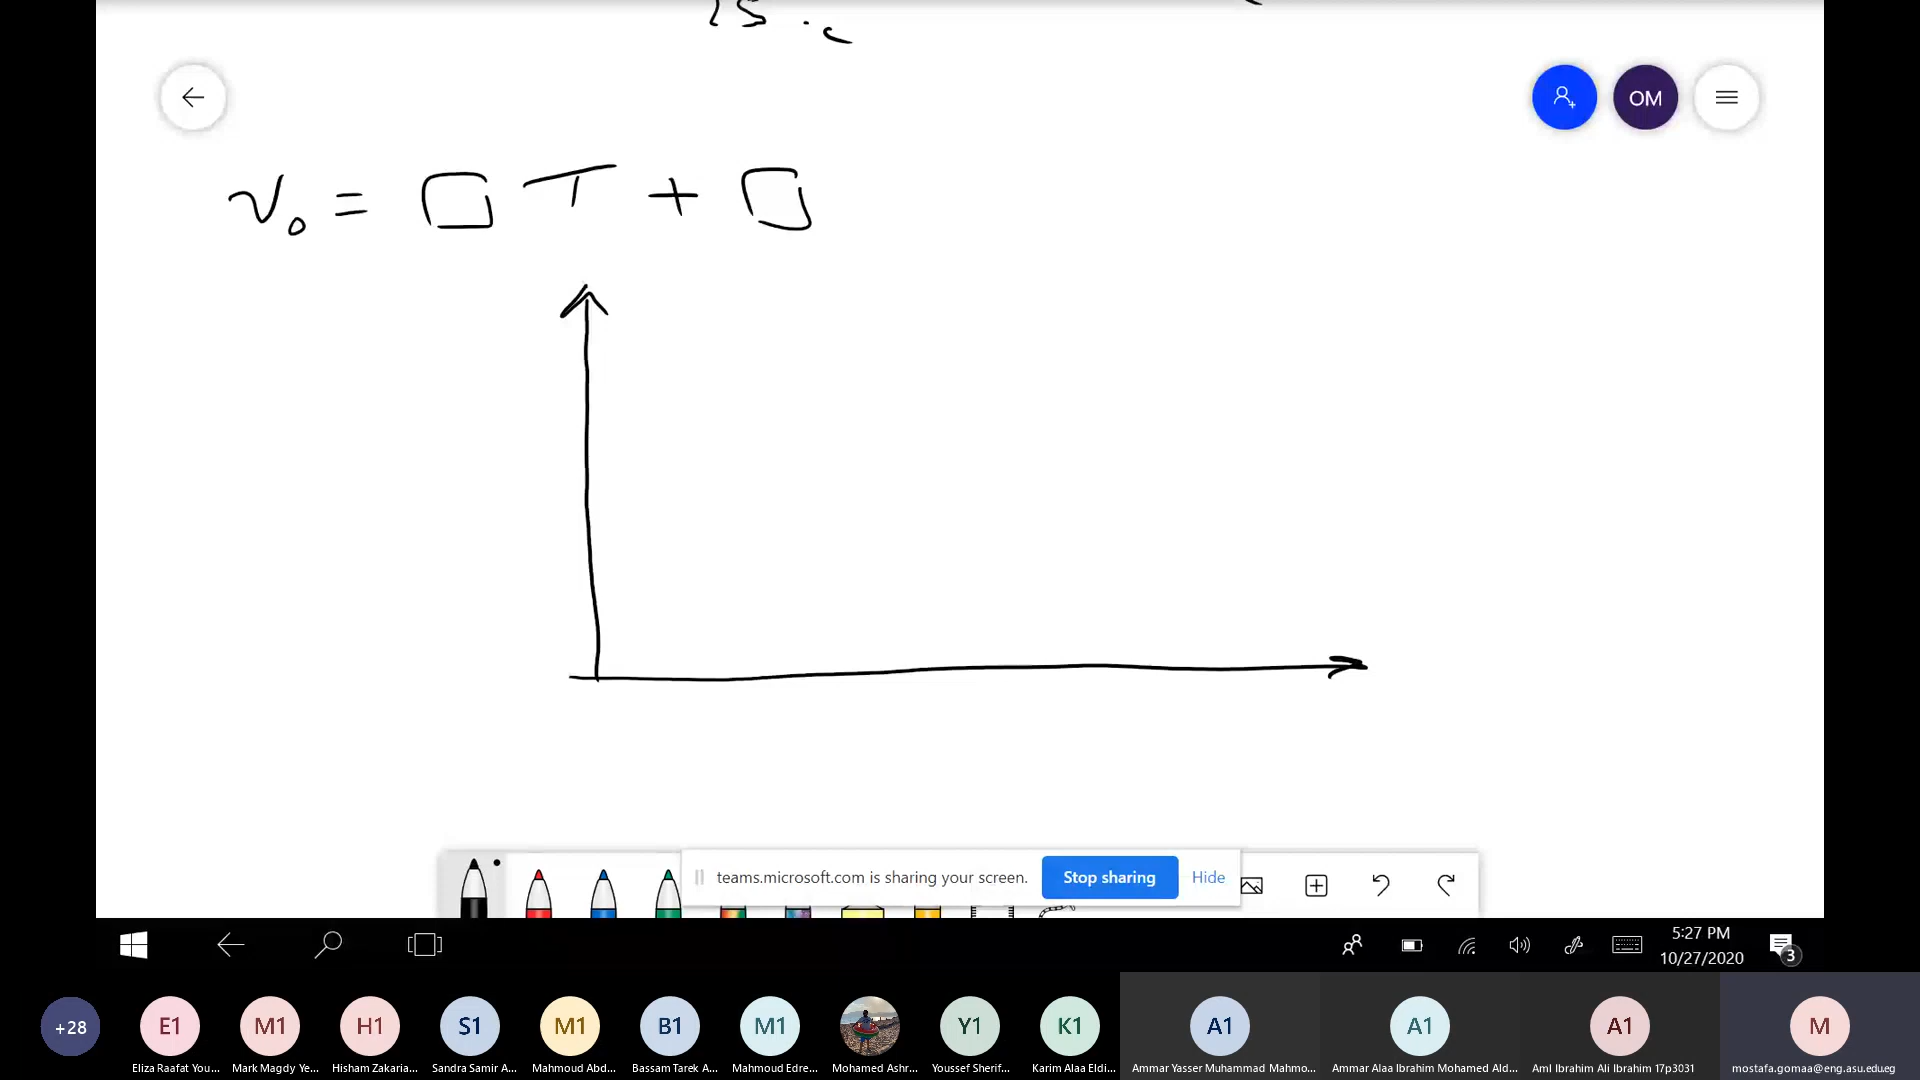 OM
v₀ = □ T + □
teams.microsoft.com is sharing your screen.
Stop sharing
Hide
5:27 PM
10/27/2020
3
+28
E1
M1
H1
S1
M1
B1
M1
Y1
K1
A1
A1
A1
M
Eliza Raafat You...
Mark Magdy Ye...
Hisham Zakaria...
Sandra Samir A...
Mahmoud Abd...
Bassam Tarek A...
Mahmoud Edre...
Mohamed Ashr...
Youssef Sherif...
Karim Alaa Eldi...
Ammar Yasser Muhammad Mahmo...
Ammar Alaa Ibrahim Mohamed Ald...
Aml Ibrahim Ali Ibrahim 17p3031
mostafa.gomaa@eng.asu.edu.eg